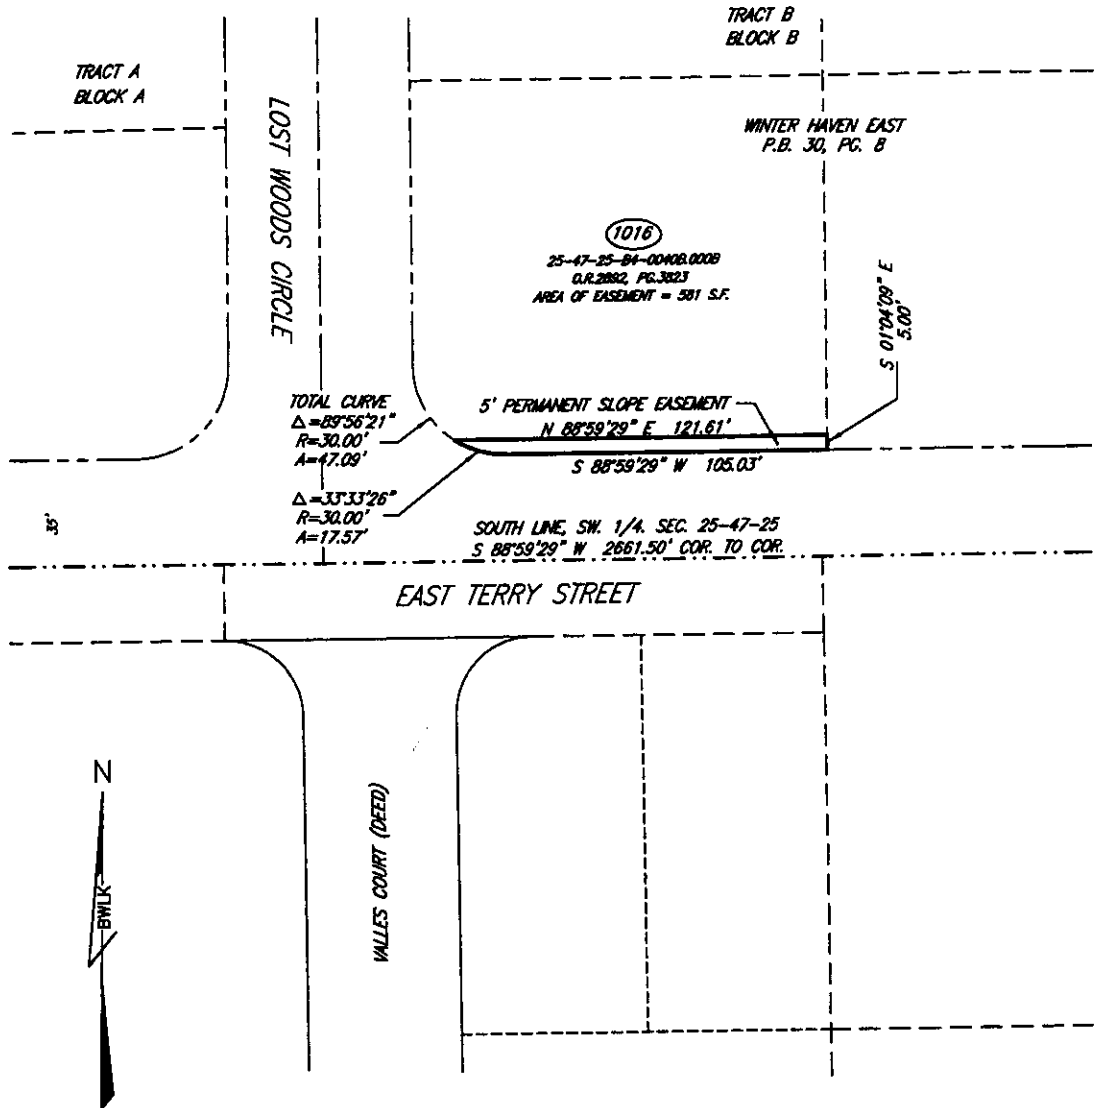 TRACT B
BLOCK B
TRACT A
BLOCK A
LOST WOODS CIRCLE
WINTER HAVEN EAST
P.B. 30, PG. 8
1016
25-47-25-B4-0040B.000B
O.R.2892, PG.3823
AREA OF EASEMENT = 581 S.F.
S 01°04'09" E
5.00'
TOTAL CURVE
Δ=89°56'21"
R=30.00'
A=47.09'
5' PERMANENT SLOPE EASEMENT
N 88°59'29" E 121.61'
S 88°59'29" W 105.03'
Δ=33°33'26"
R=30.00'
A=17.57'
35'
SOUTH LINE, SW. 1/4. SEC. 25-47-25
S 88°59'29" W 2661.50' COR. TO COR.
EAST TERRY STREET
VALLES COURT (DEED)
N
BWLK